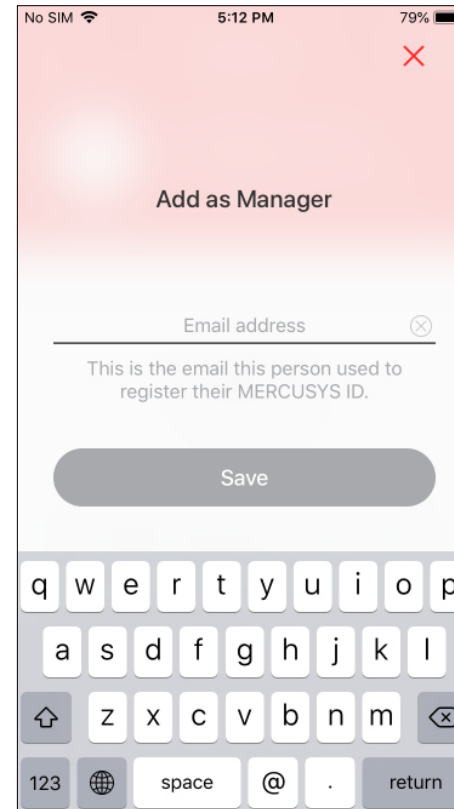 No SIM 5:12 PM 79%
Add as Manager
Email address
This is the email this person used to
register their MERCUSYS ID.
Save
q w e r t y u i o p
a s d f g h j k l
z x c v b n m
123 space @ . return